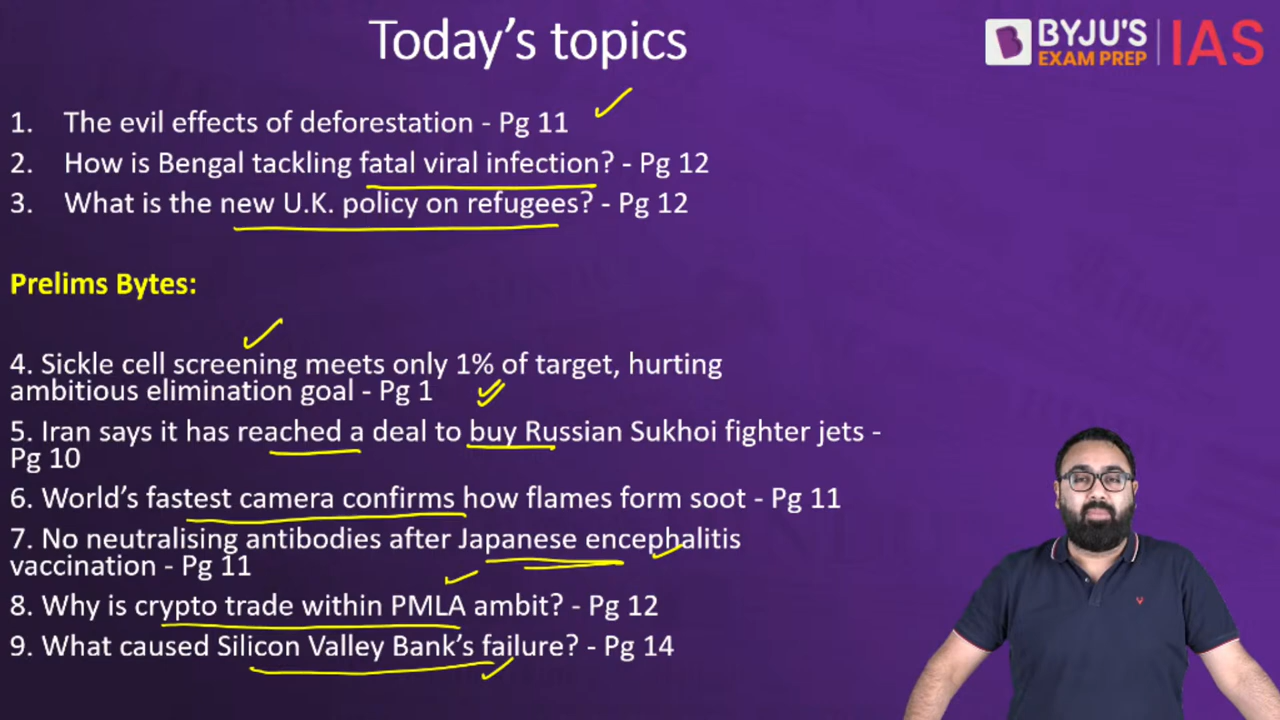 Today's topics
BYJU'S
EXAM PREP
IAS
1. The evil effects of deforestation - Pg 11
2. How is Bengal tackling fatal viral infection? - Pg 12
3. What is the new U.K. policy on refugees? - Pg 12
Prelims Bytes:
4. Sickle cell screening meets only 1% of target, hurting
ambitious elimination goal - Pg 1
5. Iran says it has reached a deal to buy Russian Sukhoi fighter jets -
Pg 10
6. World's fastest camera confirms how flames form soot - Pg 11
7. No neutralising antibodies after Japanese encephalitis
vaccination - Pg 11
8. Why is crypto trade within PMLA ambit? - Pg 12
9. What caused Silicon Valley Bank's failure? - Pg 14